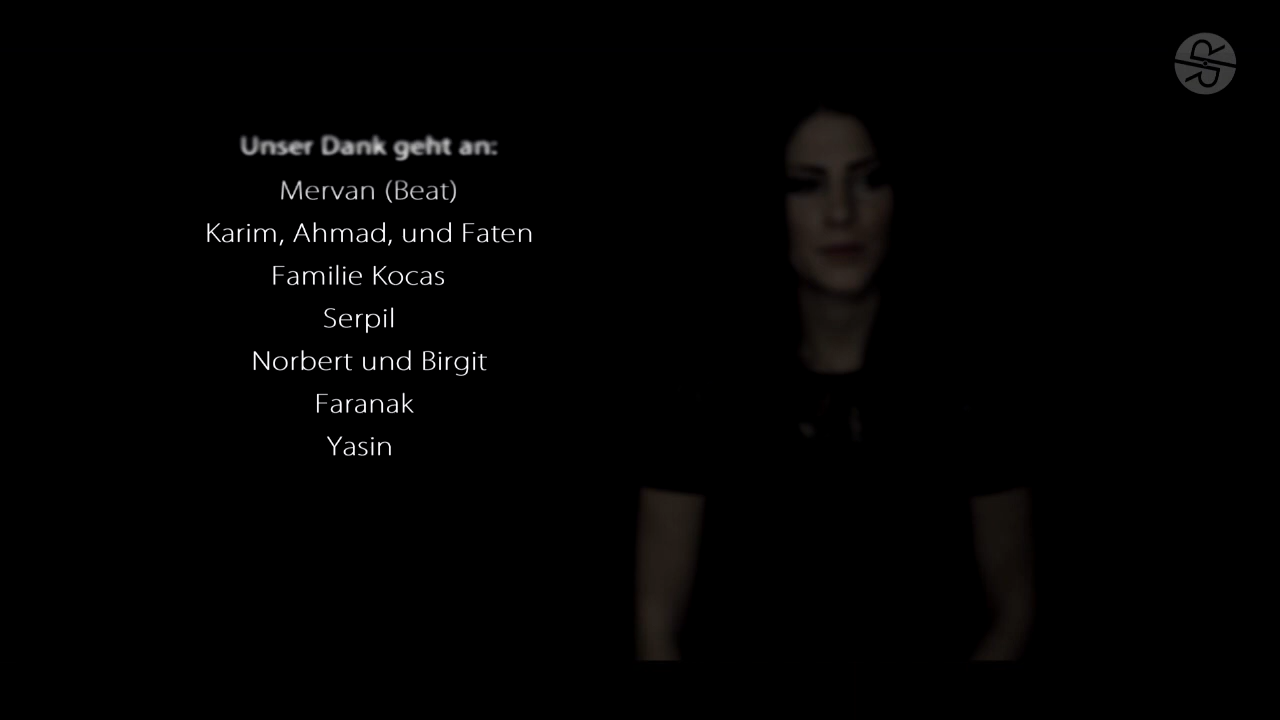 Unser Dank geht an:
Mervan (Beat)
Karim, Ahmad, und Faten
Familie Kocas
Serpil
Norbert und Birgit
Faranak
Yasin